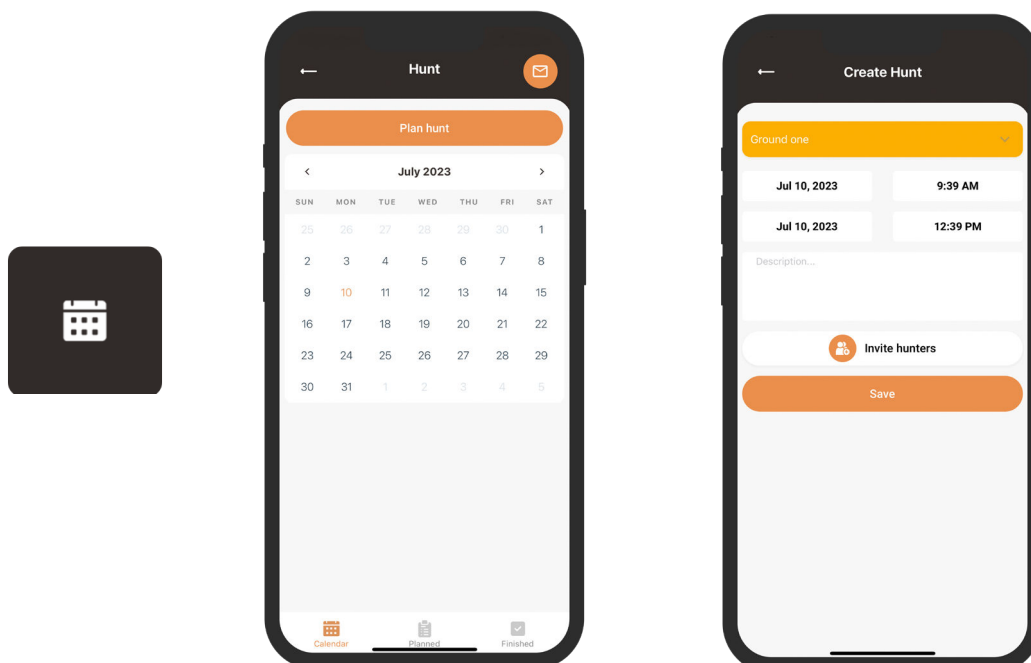 Hunt
Plan hunt
July 2023
SUN MON TUE WED THU FRI SAT
25 26 27 28 29 30 1
2 3 4 5 6 7 8
9 10 11 12 13 14 15
16 17 18 19 20 21 22
23 24 25 26 27 28 29
30 31 1 2 3 4 5
Calendar Planned Finished
Create Hunt
Ground one
Jul 10, 2023 9:39 AM
Jul 10, 2023 12:39 PM
Description...
Invite hunters
Save